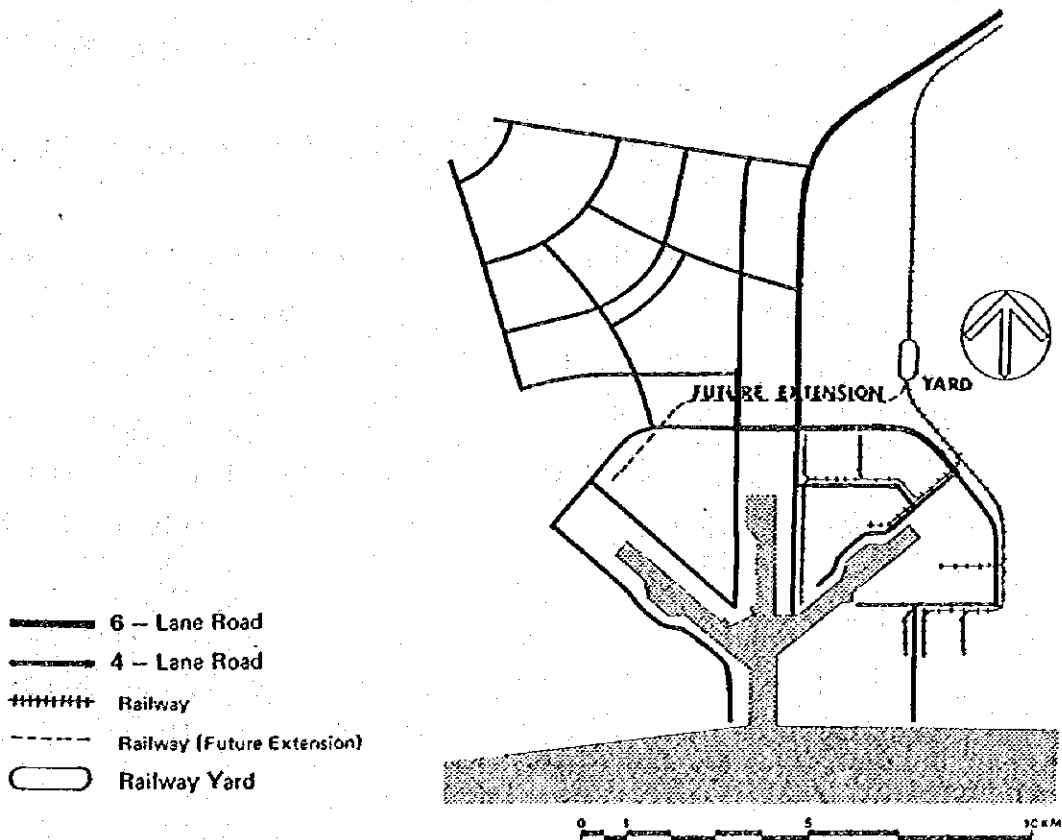 FUTURE EXTENSION
YARD
6 – Lane Road
4 – Lane Road
Railway
Railway (Future Extension)
Railway Yard
0 1 5 10 KM